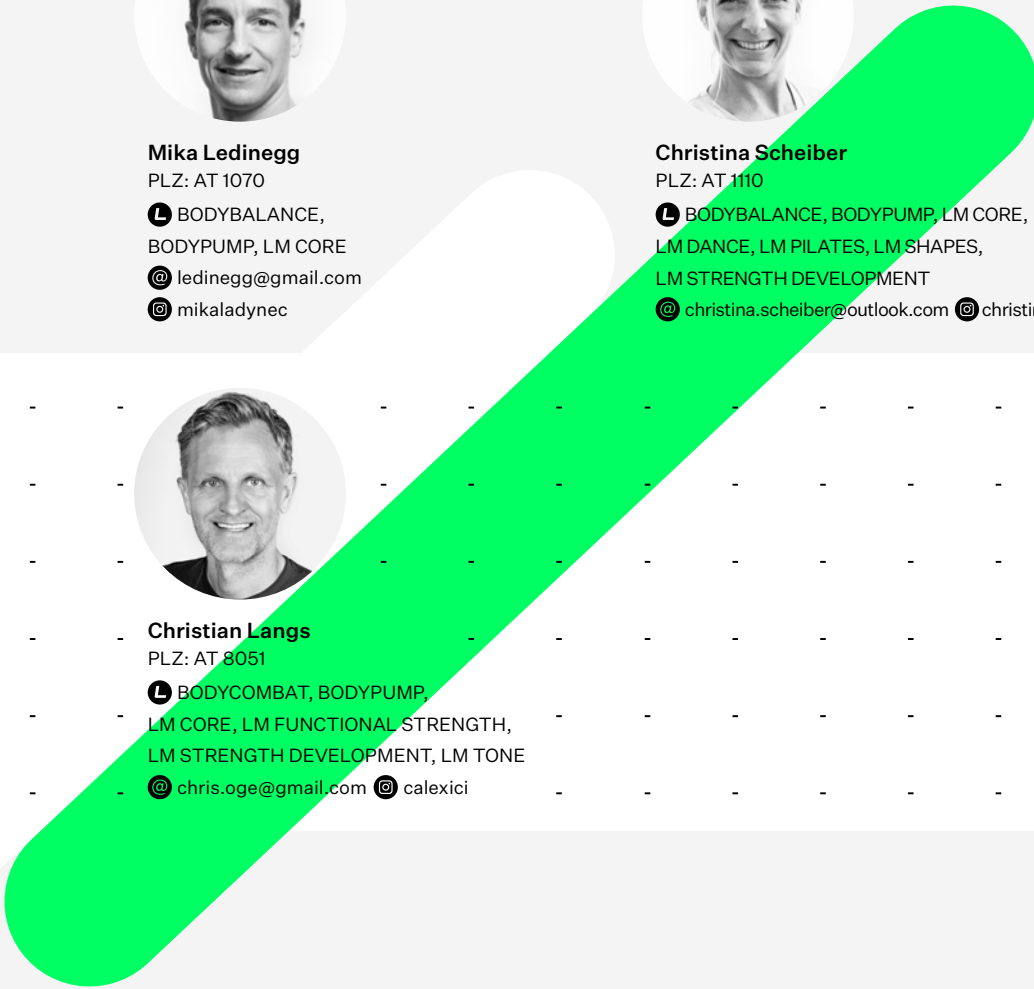 Mika Ledinegg
PLZ: AT 1070
L BODYBALANCE,
BODYPUMP, LM CORE
@ ledinegg@gmail.com
mikaladynec
Christina Scheiber
PLZ: AT 1110
L BODYBALANCE, BODYPUMP, LM CORE,
LM DANCE, LM PILATES, LM SHAPES,
LM STRENGTH DEVELOPMENT
@ christina.scheiber@outlook.com
- - - - - - - - - - -
- - - - - - - - - - -
- - - - - - - - - - -
Christian Langs
PLZ: AT 8051
L BODYCOMBAT, BODYPUMP,
LM CORE, LM FUNCTIONAL STRENGTH,
LM STRENGTH DEVELOPMENT, LM TONE
@ chris.oge@gmail.com calexici